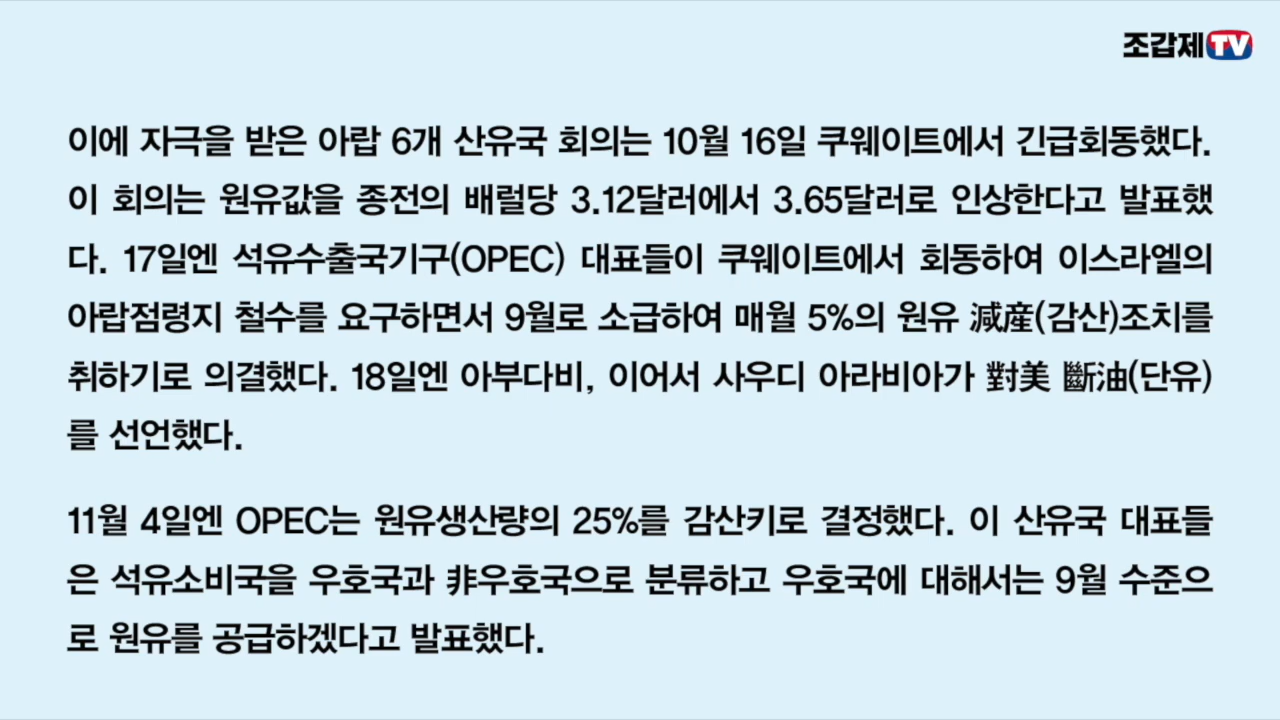 조갑제TV
이에 자극을 받은 아랍 6개 산유국 회의는 10월 16일 쿠웨이트에서 긴급회동했다.
이 회의는 원유값을 종전의 배럴당 3.12달러에서 3.65달러로 인상한다고 발표했
다. 17일엔 석유수출국기구(OPEC) 대표들이 쿠웨이트에서 회동하여 이스라엘의
아랍점령지 철수를 요구하면서 9월로 소급하여 매월 5%의 원유 減産(감산)조치를
취하기로 의결했다. 18일엔 아부다비, 이어서 사우디 아라비아가 對美 斷油(단유)
를 선언했다.
11월 4일엔 OPEC는 원유생산량의 25%를 감산키로 결정했다. 이 산유국 대표들
은 석유소비국을 우호국과 非우호국으로 분류하고 우호국에 대해서는 9월 수준으
로 원유를 공급하겠다고 발표했다.